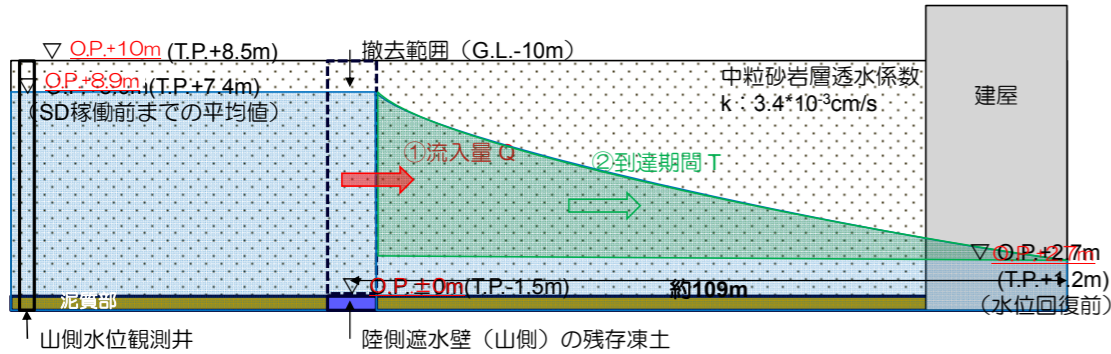 ▽ O.P.+10m (T.P.+8.5m)
撤去範囲（G.L.-10m）
O.P.+8.9m
▽ (T.P.+7.4m)
（SD稼働前までの平均値）
中粒砂岩層透水係数
k：3.4*10-3cm/s
建屋
①流入量 Q
②到達期間 T
▽ O.P.+2.7m
(T.P.+1.2m)
（水位回復前）
▽ O.P.±0m(T.P.-1.5m)
約109m
泥質部
山側水位観測井
陸側遮水壁（山側）の残存凍土